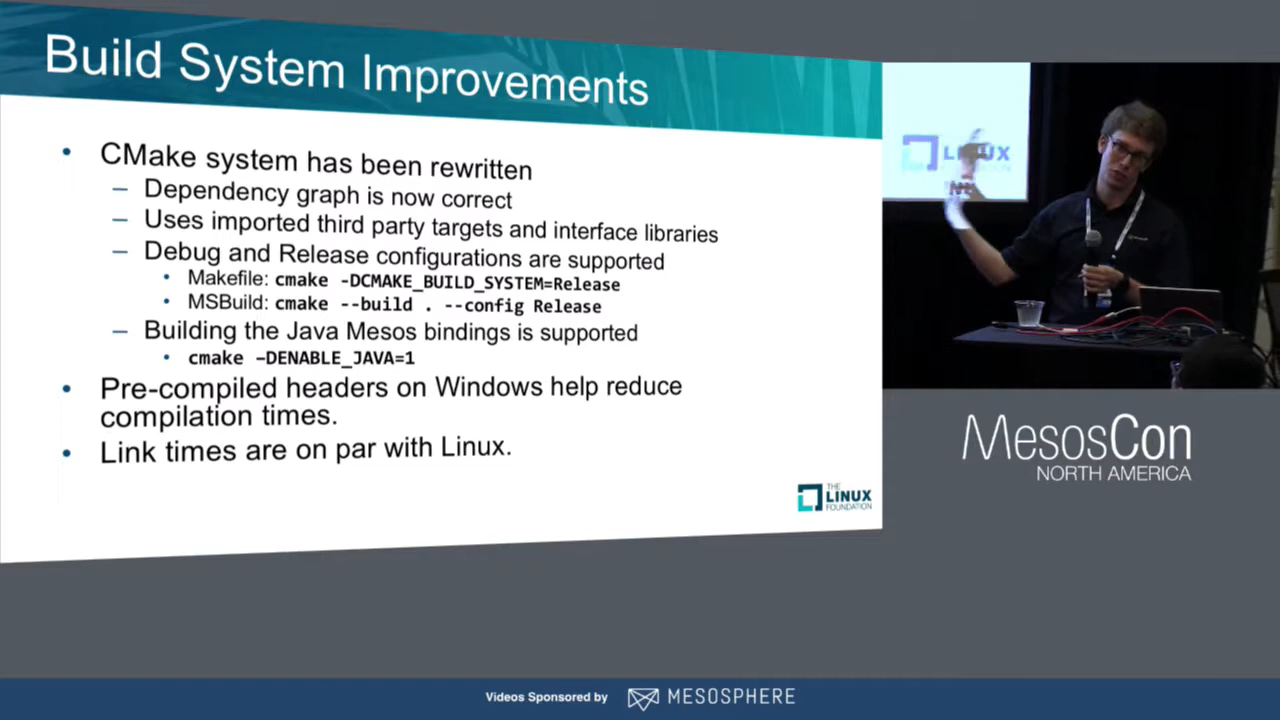 Build System Improvements
• CMake system has been rewritten
– Dependency graph is now correct
– Uses imported third party targets and interface libraries
– Debug and Release configurations are supported
• Makefile: cmake -DCMAKE_BUILD_SYSTEM=Release
• MSBuild: cmake --build . --config Release
– Building the Java Mesos bindings is supported
• cmake –DENABLE_JAVA=1
• Pre-compiled headers on Windows help reduce
compilation times.
• Link times are on par with Linux.
THE
LINUX
FOUNDATION
LINUX
MesosCon
NORTH AMERICA
Videos Sponsored by MESOSPHERE